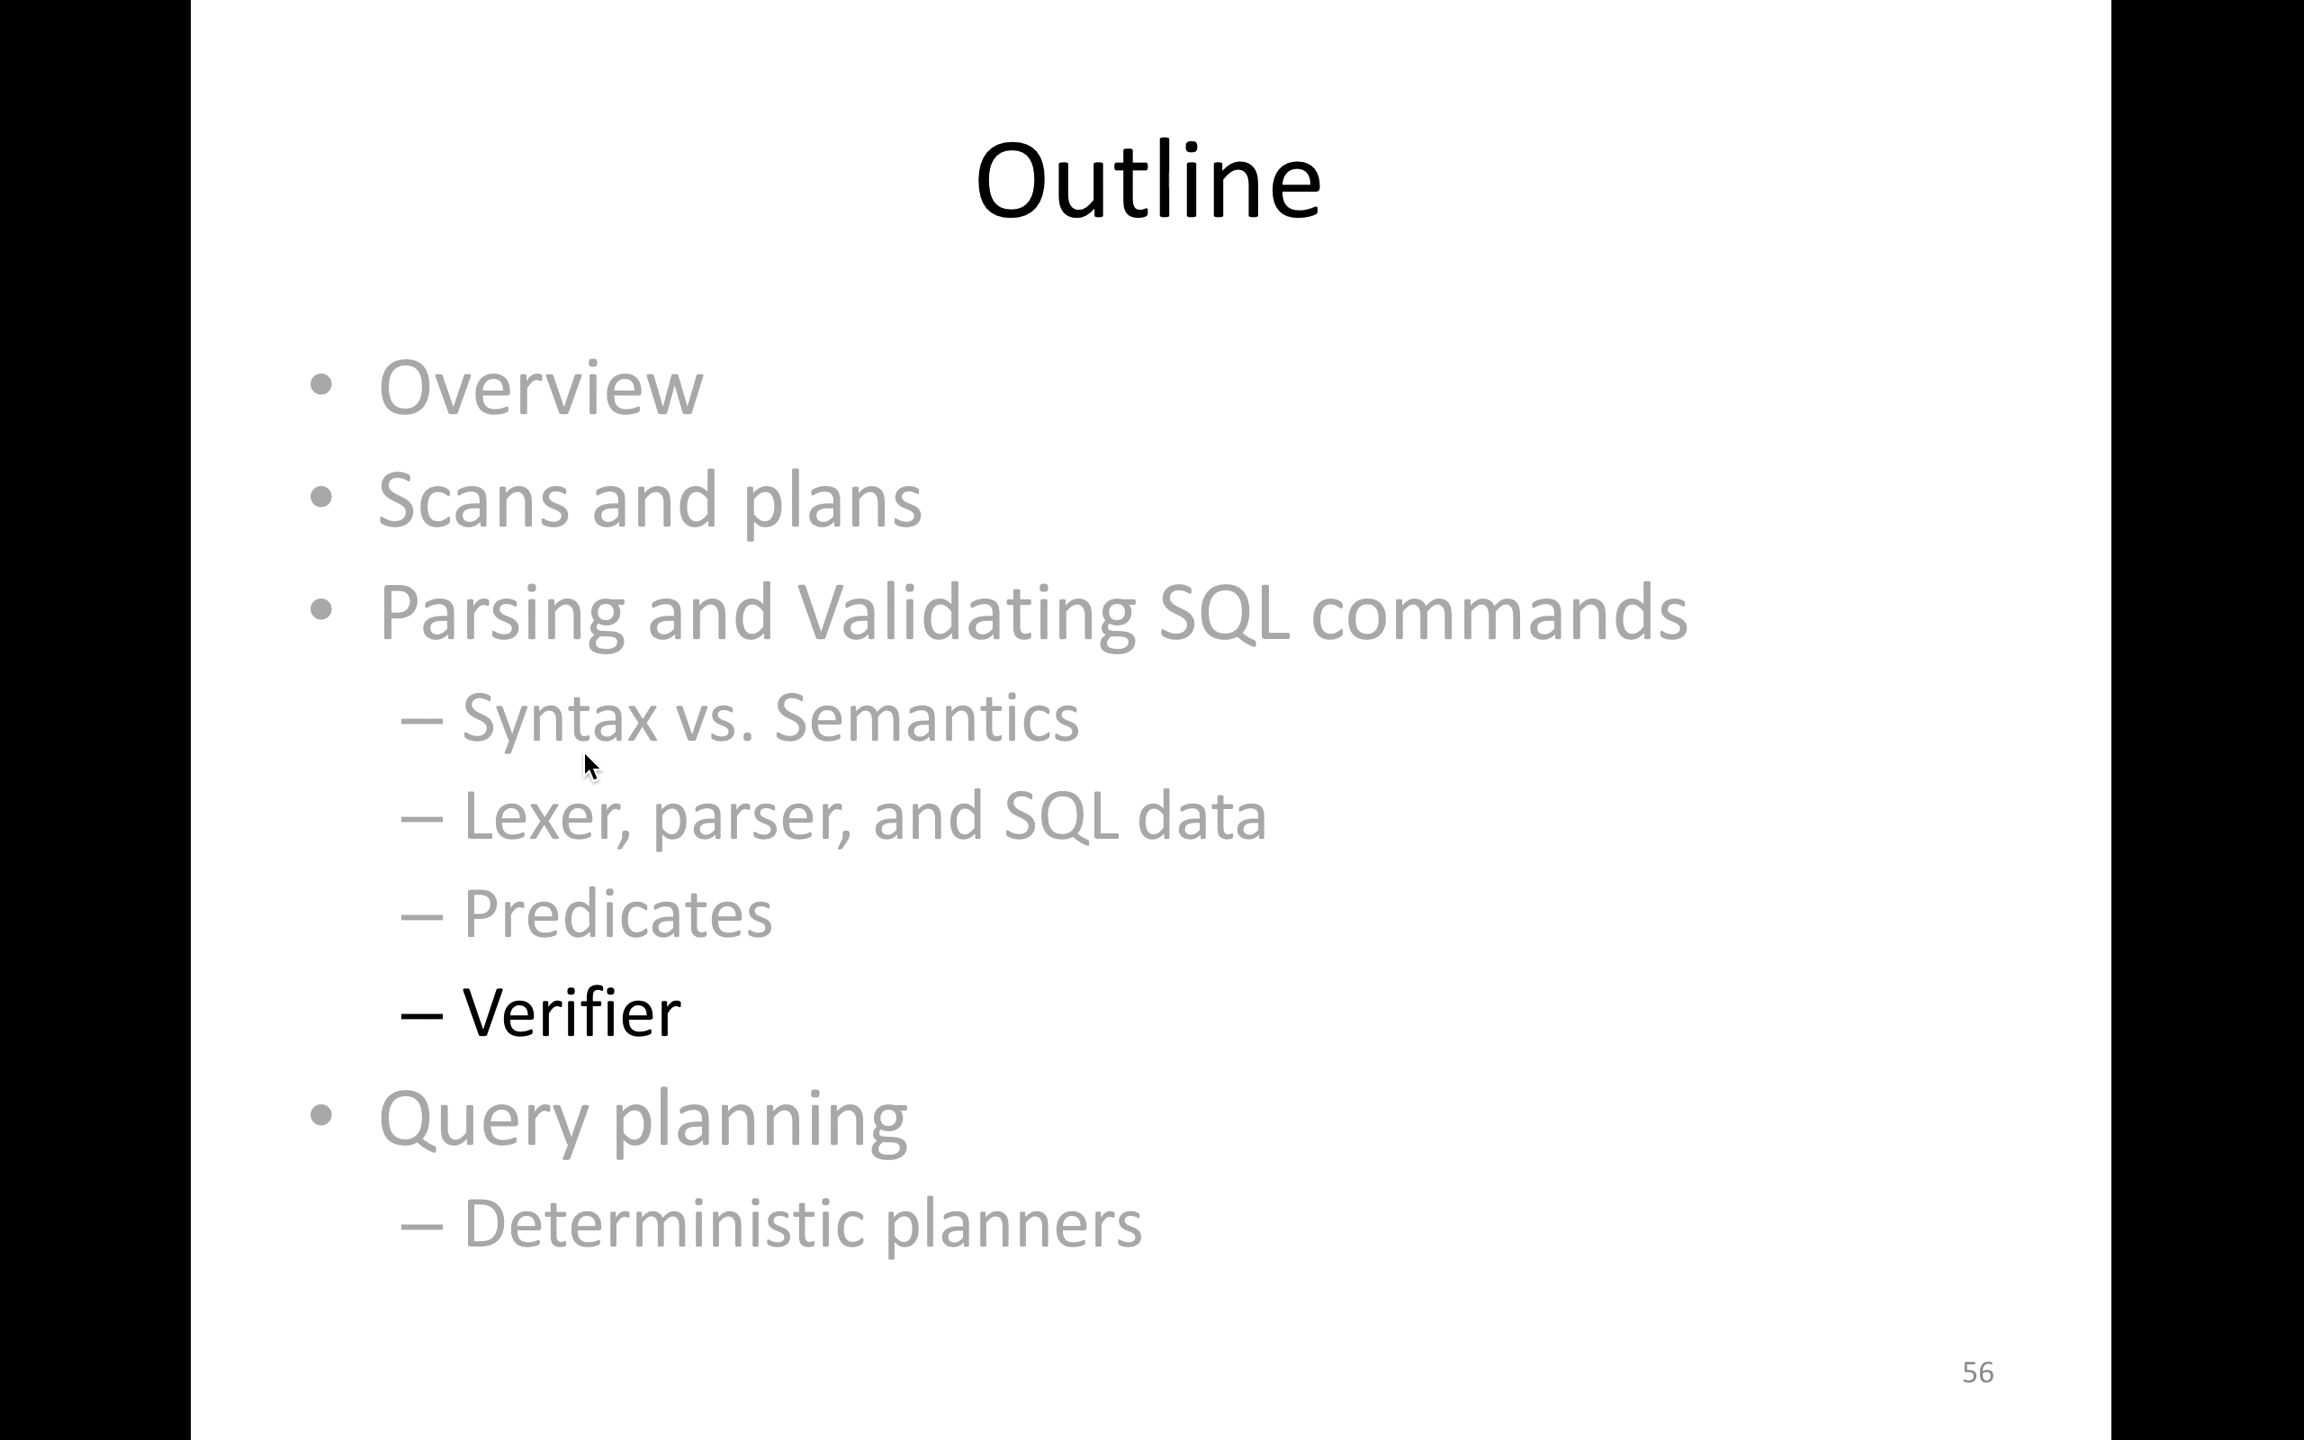 Outline
• Overview
• Scans and plans
• Parsing and Validating SQL commands
– Syntax vs. Semantics
– Lexer, parser, and SQL data
– Predicates
– Verifier
• Query planning
– Deterministic planners
56